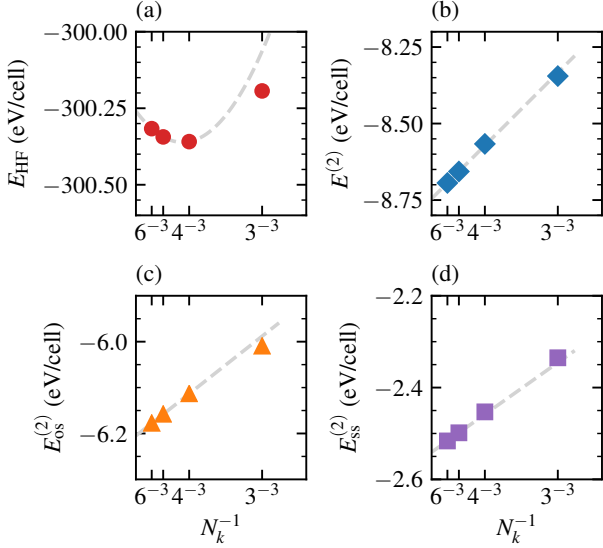 (a)
(b)
−300.00
−300.25
−300.50
E_HF (eV/cell)
6⁻³ 4⁻³ 3⁻³
−8.25
−8.50
−8.75
E⁽²⁾ (eV/cell)
6⁻³ 4⁻³ 3⁻³
(c)
(d)
−6.0
−6.2
E_os⁽²⁾ (eV/cell)
6⁻³ 4⁻³ 3⁻³
N_k⁻¹
−2.2
−2.4
−2.6
E_ss⁽²⁾ (eV/cell)
6⁻³ 4⁻³ 3⁻³
N_k⁻¹